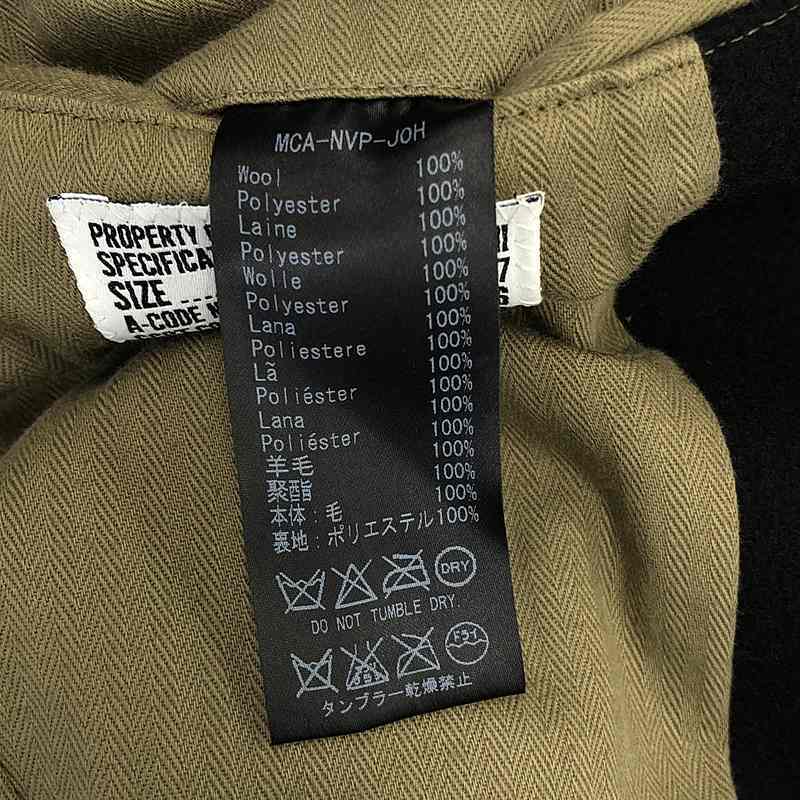 MCA-NVP-JOH
Wool 100%
Polyester 100%
Laine 100%
Polyester 100%
Wolle 100%
Polyester 100%
Lana 100%
Poliestere 100%
Lã 100%
Poliéster 100%
Lana 100%
Poliéster 100%
羊毛 100%
聚酯 100%
本体:毛 100%
裏地:ポリエステル 100%
DRY
DO NOT TUMBLE DRY.
ドライ
タンブラー乾燥禁止
PROPERTY
SPECIFICA
SIZE
A-CODE
RI
7
S